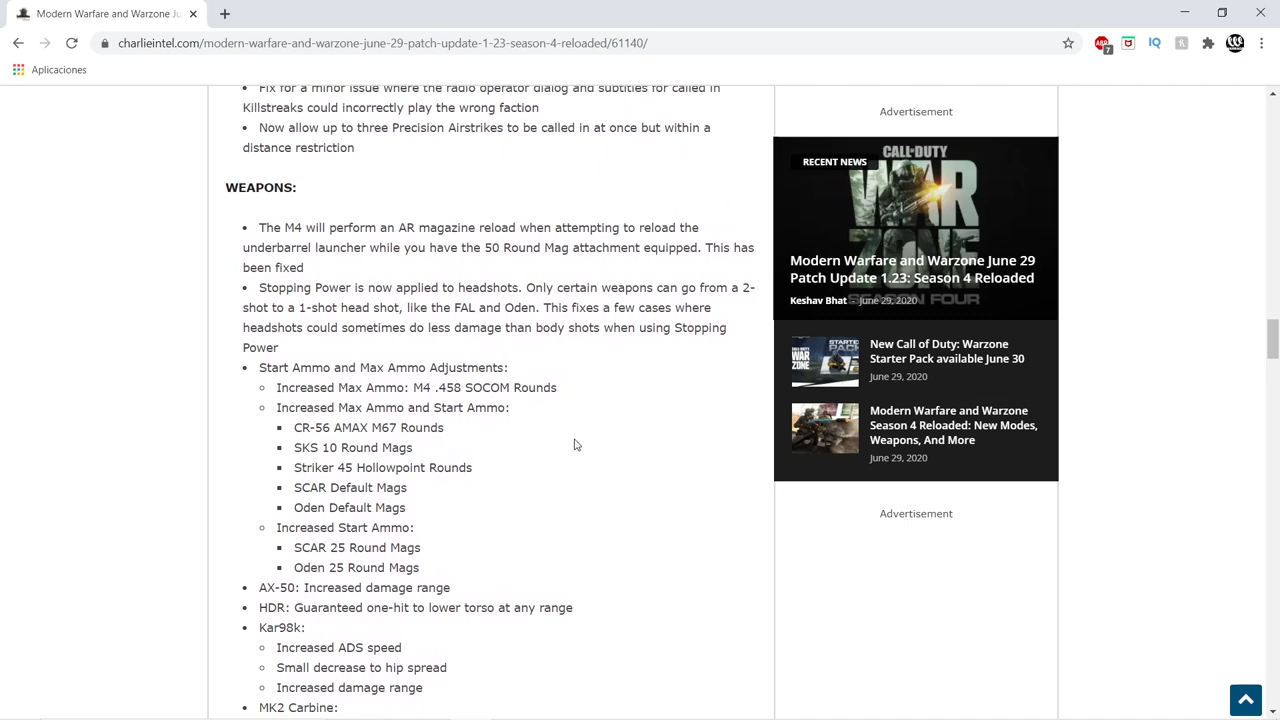 Modern Warfare and Warzone Ju
charlieintel.com/modern-warfare-and-warzone-june-29-patch-update-1-23-season-4-reloaded/61140/
7
Aplicaciones
Fix for a minor issue where the radio operator dialog and subtitles for called in
Killstreaks could incorrectly play the wrong faction
Now allow up to three Precision Airstrikes to be called in at once but within a
distance restriction
WEAPONS:
The M4 will perform an AR magazine reload when attempting to reload the
underbarrel launcher while you have the 50 Round Mag attachment equipped. This has
been fixed
Stopping Power is now applied to headshots. Only certain weapons can go from a 2-
shot to a 1-shot head shot, like the FAL and Oden. This fixes a few cases where
headshots could sometimes do less damage than body shots when using Stopping
Power
Start Ammo and Max Ammo Adjustments:
Increased Max Ammo: M4 .458 SOCOM Rounds
Increased Max Ammo and Start Ammo:
CR-56 AMAX M67 Rounds
SKS 10 Round Mags
Striker 45 Hollowpoint Rounds
SCAR Default Mags
Oden Default Mags
Increased Start Ammo:
SCAR 25 Round Mags
Oden 25 Round Mags
AX-50: Increased damage range
HDR: Guaranteed one-hit to lower torso at any range
Kar98k:
Increased ADS speed
Small decrease to hip spread
Increased damage range
MK2 Carbine:
Advertisement
RECENT NEWS
CALL OF DUTY
WAR
ZONE
Modern Warfare and Warzone June 29
Patch Update 1.23: Season 4 Reloaded
Keshav Bhat - June 29, 2020
SEASON FOUR
New Call of Duty: Warzone
Starter Pack available June 30
June 29, 2020
Modern Warfare and Warzone
Season 4 Reloaded: New Modes,
Weapons, And More
June 29, 2020
Advertisement